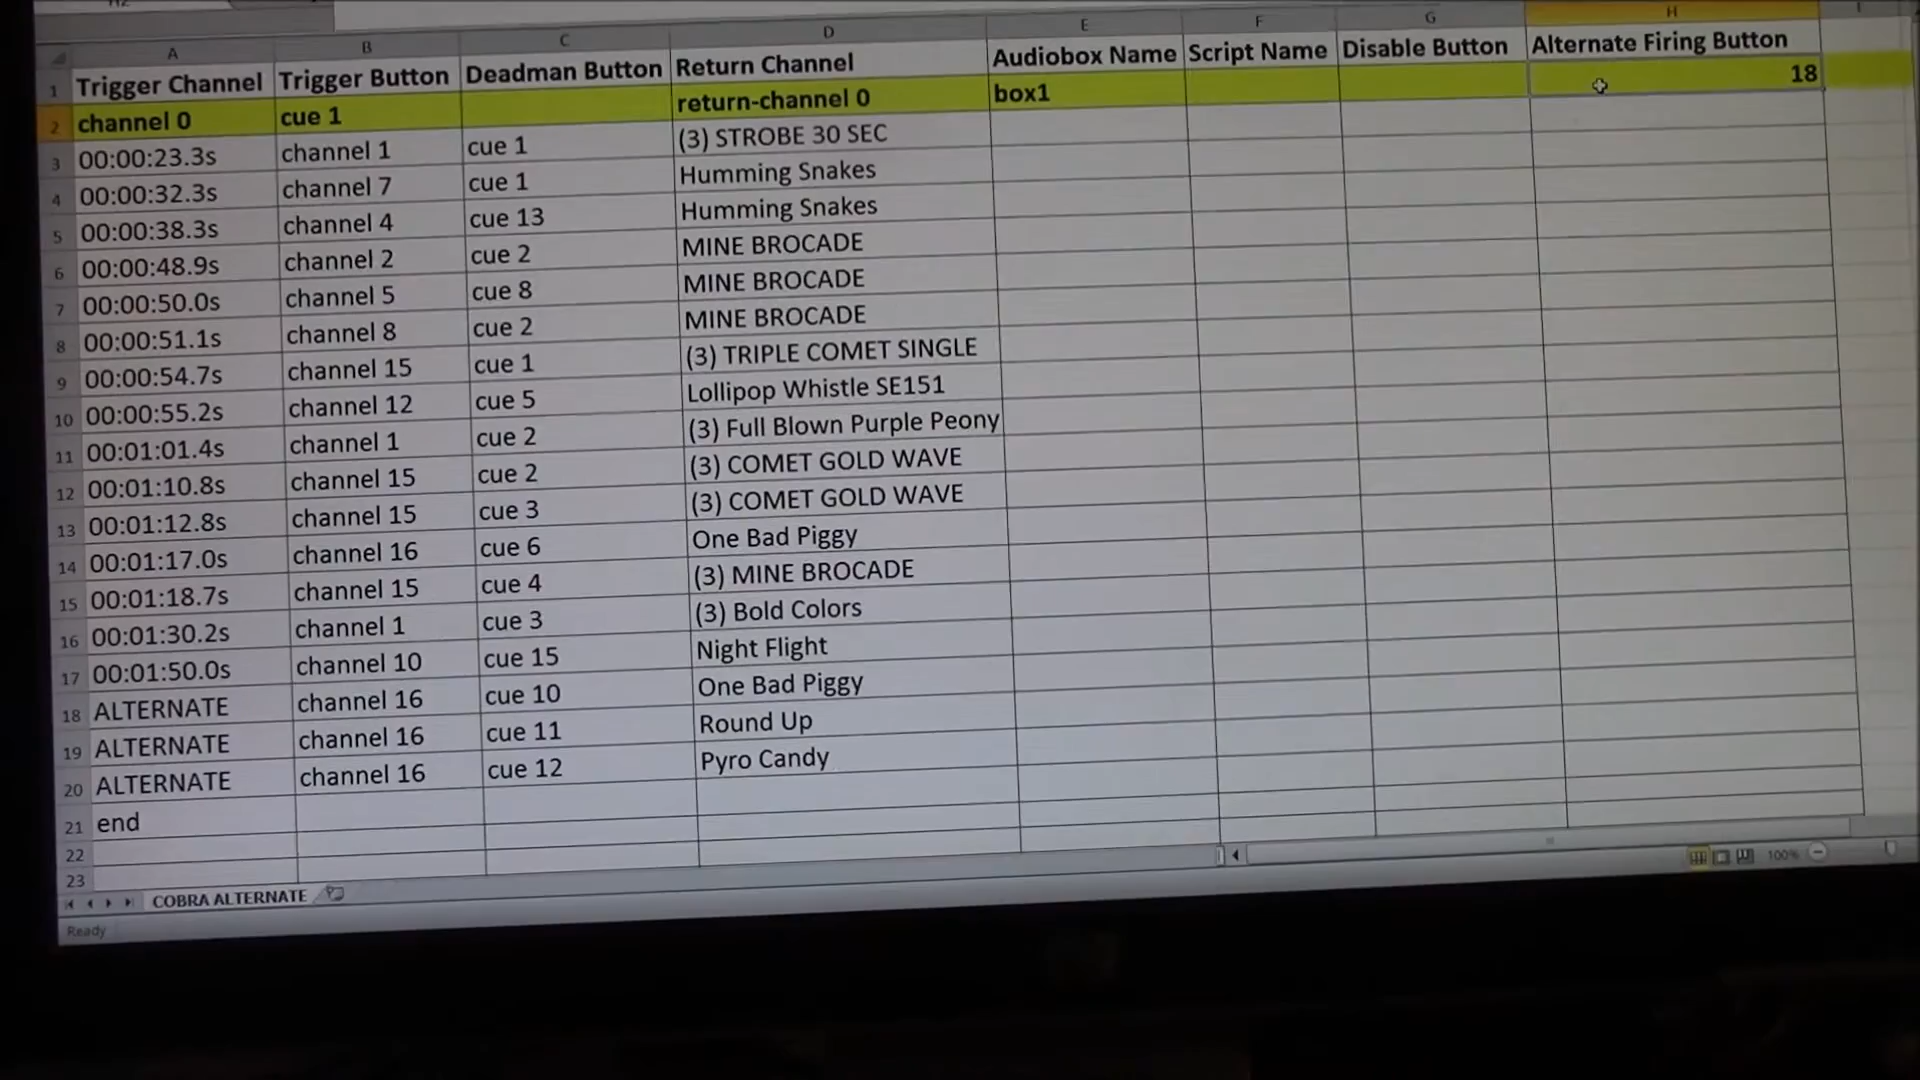 A B C D E F G H
1 Trigger Channel Trigger Button Deadman Button Return Channel Audiobox Name Script Name Disable Button Alternate Firing Button
2 channel 0 cue 1 return-channel 0 box1 18
3 00:00:23.3s channel 1 cue 1 (3) STROBE 30 SEC
4 00:00:32.3s channel 7 cue 1 Humming Snakes
5 00:00:38.3s channel 4 cue 13 Humming Snakes
6 00:00:48.9s channel 2 cue 2 MINE BROCADE
7 00:00:50.0s channel 5 cue 8 MINE BROCADE
8 00:00:51.1s channel 8 cue 2 MINE BROCADE
9 00:00:54.7s channel 15 cue 1 (3) TRIPLE COMET SINGLE
10 00:00:55.2s channel 12 cue 5 Lollipop Whistle SE151
11 00:01:01.4s channel 1 cue 2 (3) Full Blown Purple Peony
12 00:01:10.8s channel 15 cue 2 (3) COMET GOLD WAVE
13 00:01:12.8s channel 15 cue 3 (3) COMET GOLD WAVE
14 00:01:17.0s channel 16 cue 6 One Bad Piggy
15 00:01:18.7s channel 15 cue 4 (3) MINE BROCADE
16 00:01:30.2s channel 1 cue 3 (3) Bold Colors
17 00:01:50.0s channel 10 cue 15 Night Flight
18 ALTERNATE channel 16 cue 10 One Bad Piggy
19 ALTERNATE channel 16 cue 11 Round Up
20 ALTERNATE channel 16 cue 12 Pyro Candy
21 end
22
23
COBRA ALTERNATE
Ready 100%